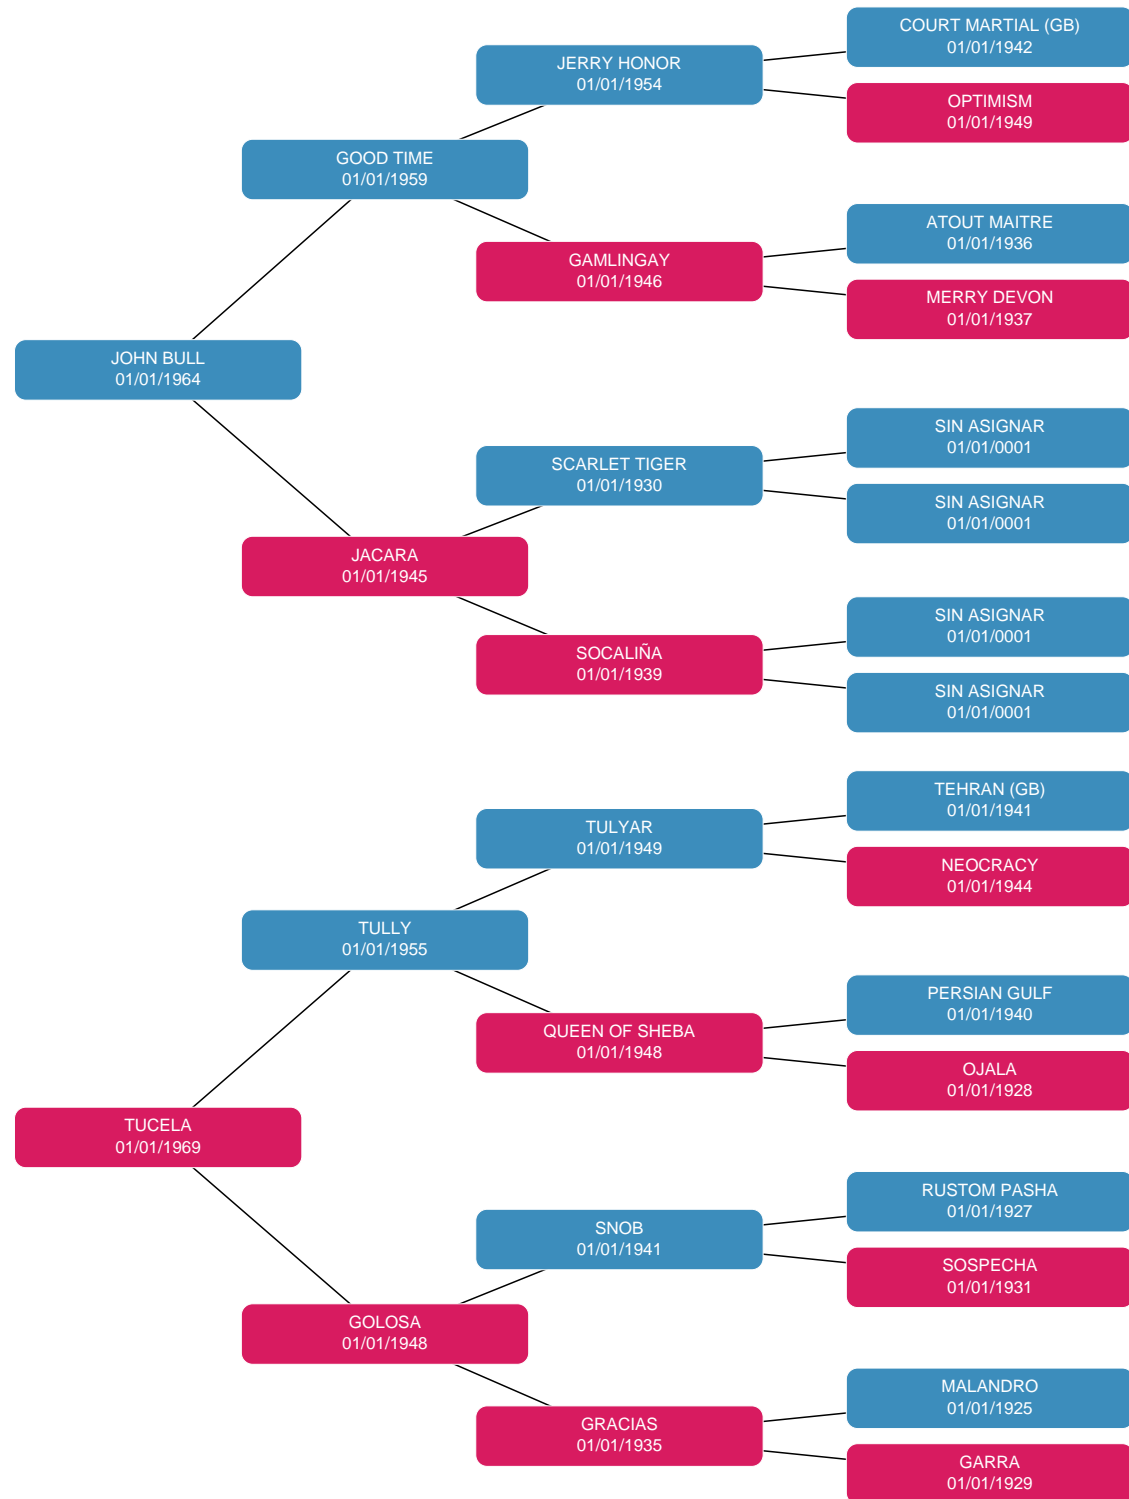 COURT MARTIAL (GB)
01/01/1942
JERRY HONOR
01/01/1954
OPTIMISM
01/01/1949
GOOD TIME
01/01/1959
ATOUT MAITRE
01/01/1936
GAMLINGAY
01/01/1946
MERRY DEVON
01/01/1937
JOHN BULL
01/01/1964
SIN ASIGNAR
01/01/0001
SCARLET TIGER
01/01/1930
SIN ASIGNAR
01/01/0001
JACARA
01/01/1945
SIN ASIGNAR
01/01/0001
SOCALIÑA
01/01/1939
SIN ASIGNAR
01/01/0001
TEHRAN (GB)
01/01/1941
TULYAR
01/01/1949
NEOCRACY
01/01/1944
TULLY
01/01/1955
PERSIAN GULF
01/01/1940
QUEEN OF SHEBA
01/01/1948
OJALA
01/01/1928
TUCELA
01/01/1969
RUSTOM PASHA
01/01/1927
SNOB
01/01/1941
SOSPECHA
01/01/1931
GOLOSA
01/01/1948
MALANDRO
01/01/1925
GRACIAS
01/01/1935
GARRA
01/01/1929